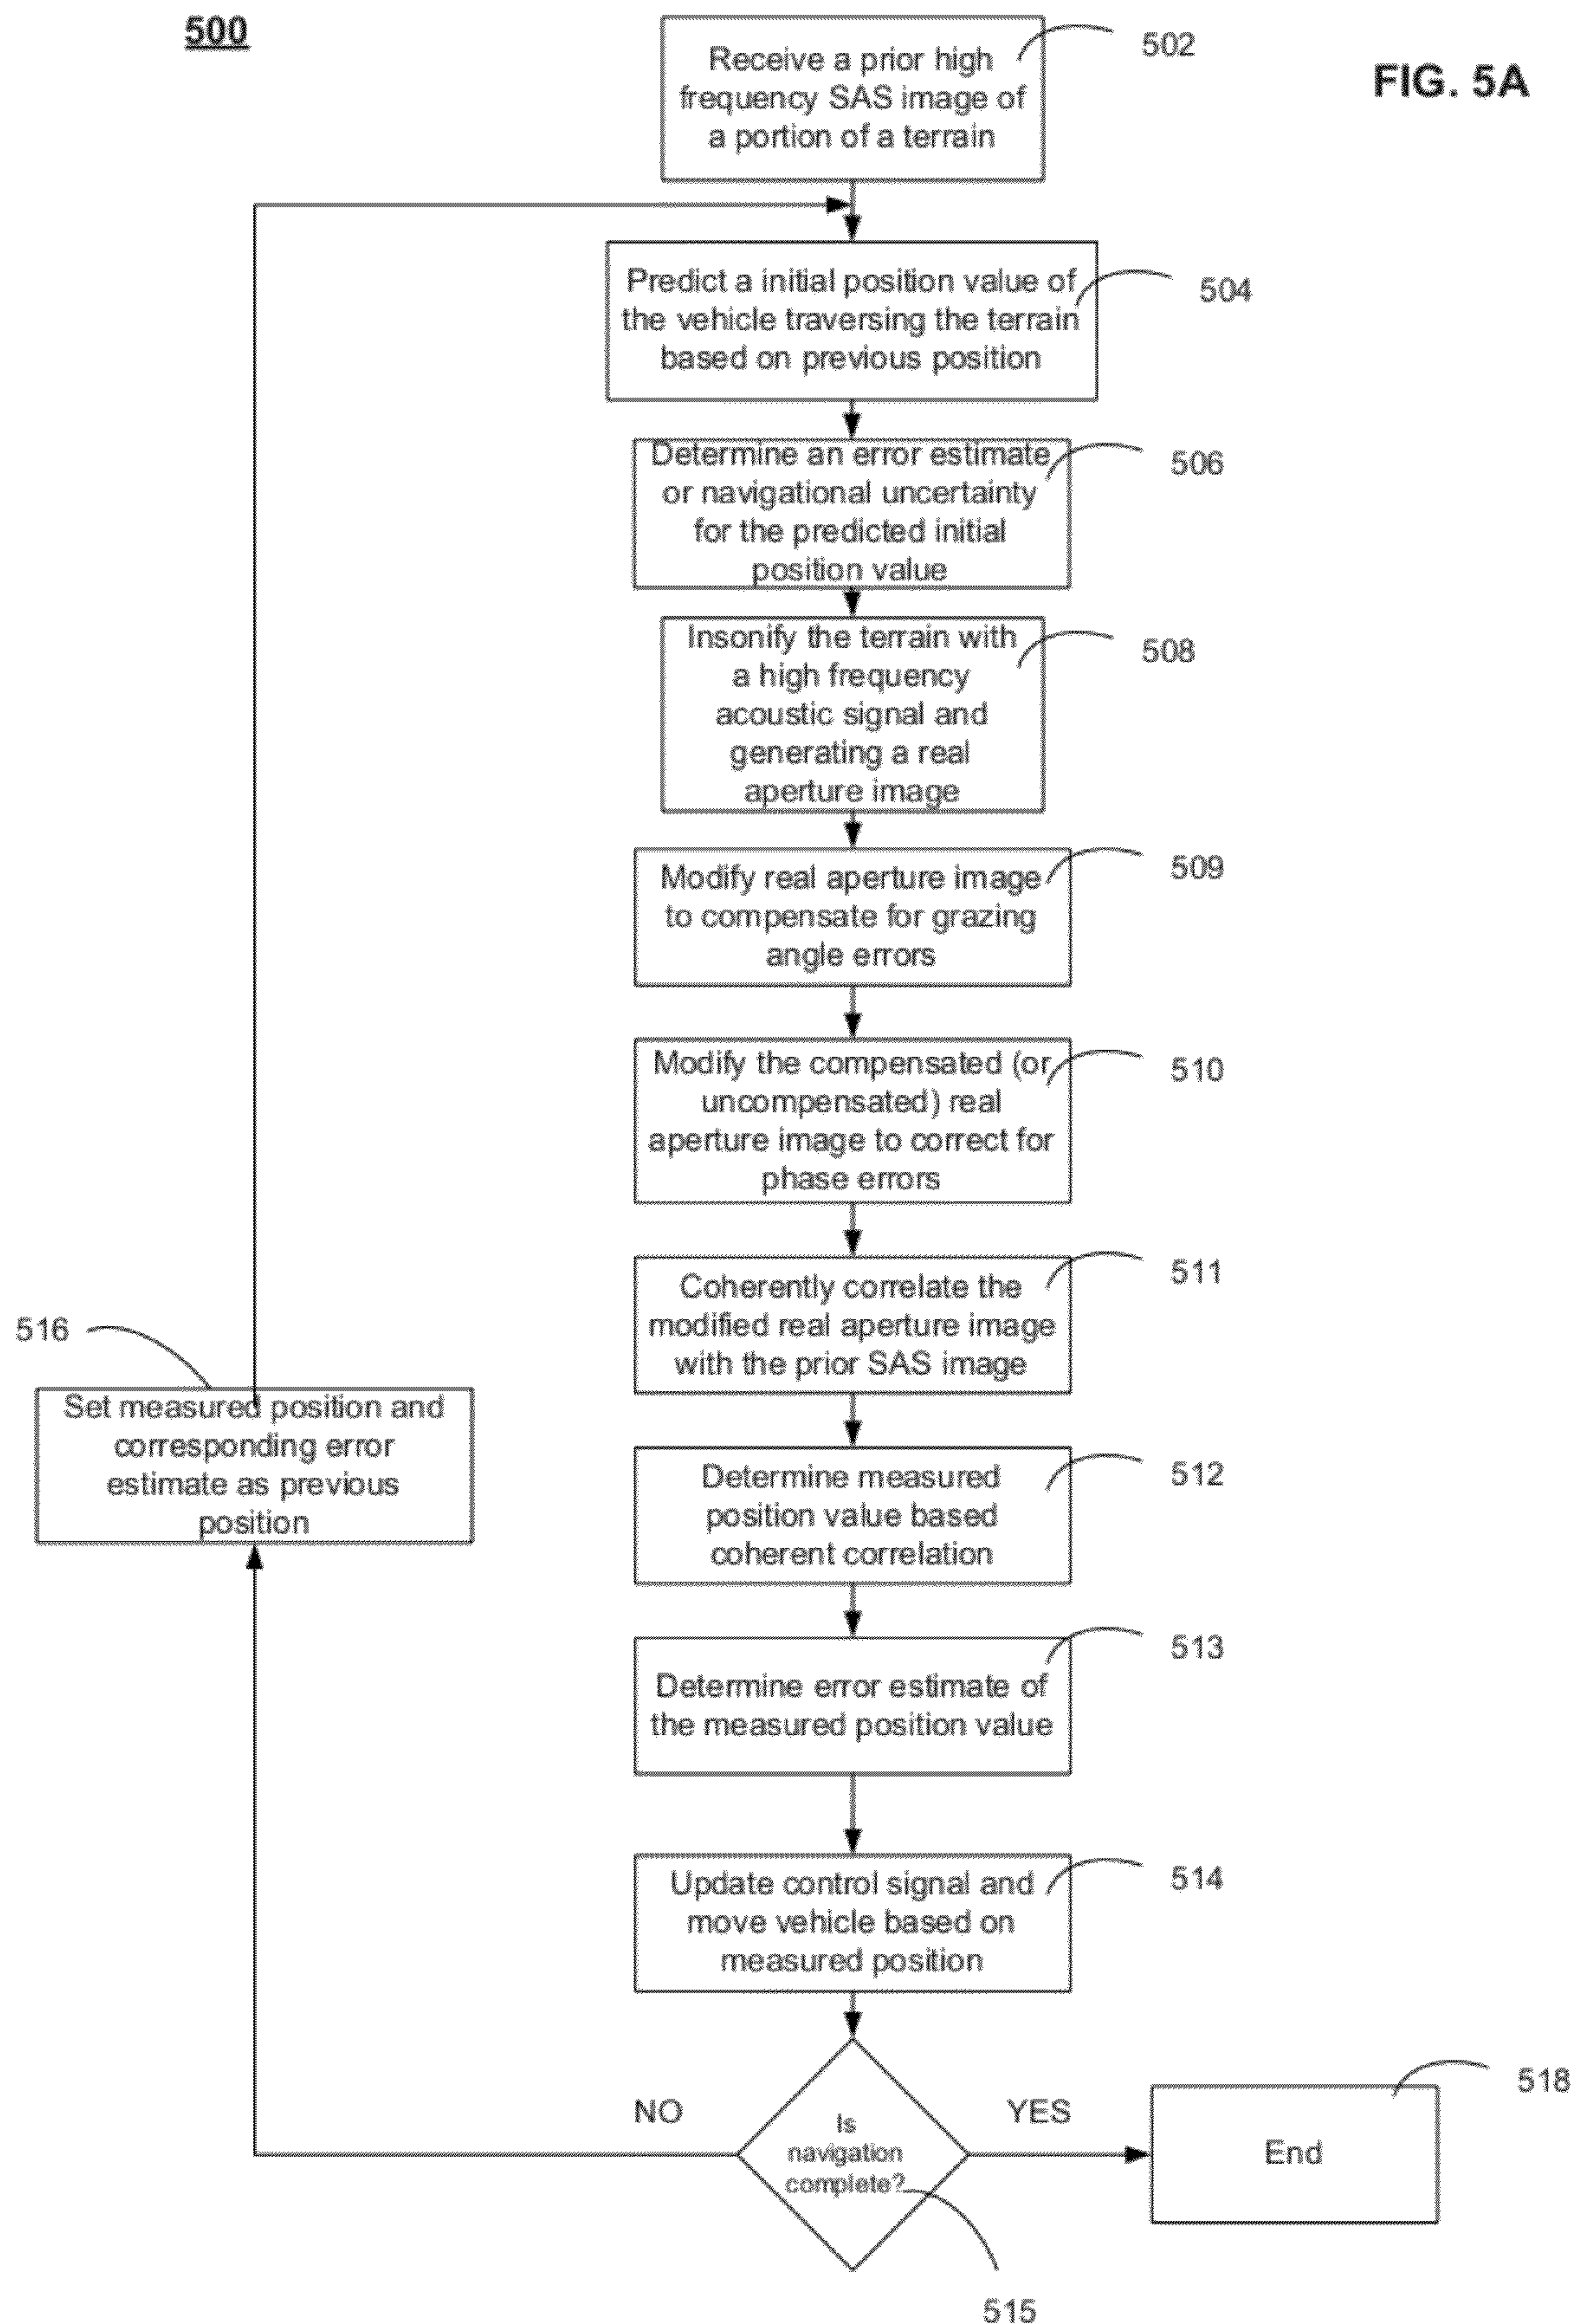 500
FIG. 5A
Receive a prior high
frequency SAS image of
a portion of a terrain
502
Predict a initial position value of
the vehicle traversing the terrain
based on previous position
504
Determine an error estimate
or navigational uncertainty
for the predicted initial
position value
506
Insonify the terrain with
a high frequency
acoustic signal and
generating a real
aperture image
508
Modify real aperture image
to compensate for grazing
angle errors
509
Modify the compensated (or
uncompensated) real
aperture image to correct for
phase errors
510
Coherently correlate the
modified real aperture image
with the prior SAS image
511
516
Set measured position and
corresponding error
estimate as previous
position
Determine measured
position value based
coherent correlation
512
Determine error estimate of
the measured position value
513
Update control signal and
move vehicle based on
measured position
514
NO
Is
navigation
complete?
YES
End
518
515